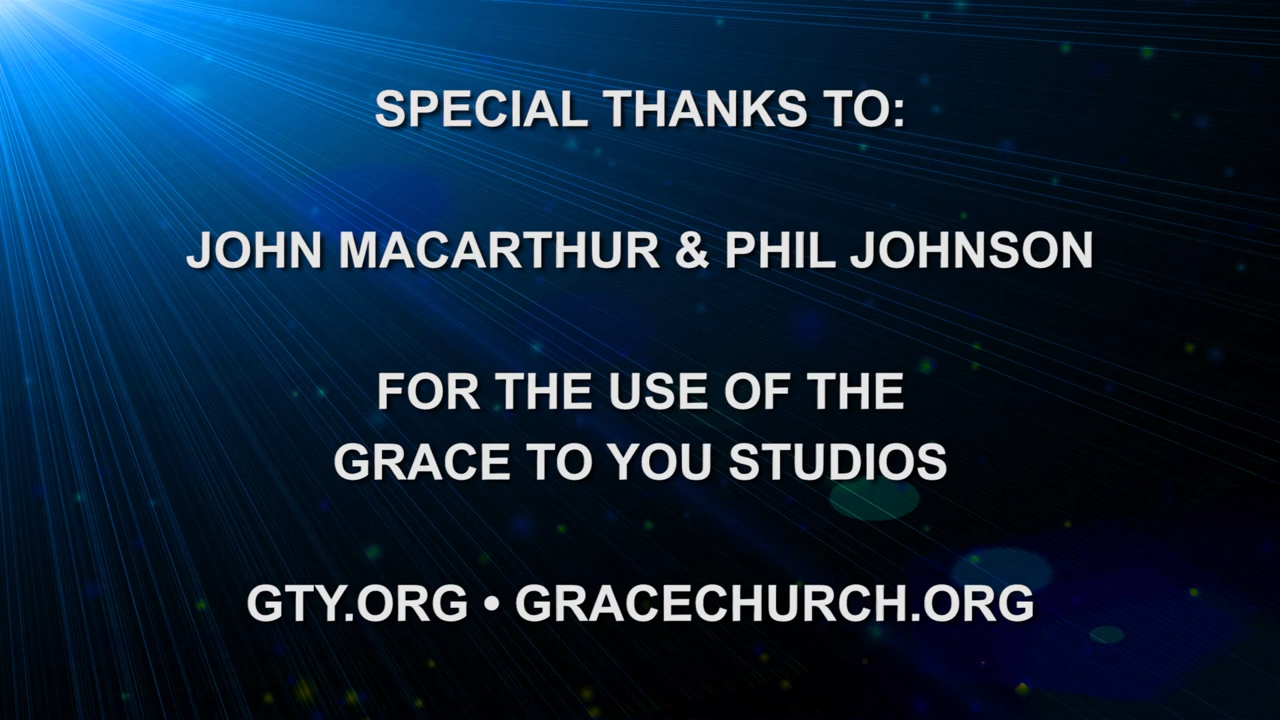 SPECIAL THANKS TO:
JOHN MACARTHUR & PHIL JOHNSON
FOR THE USE OF THE
GRACE TO YOU STUDIOS
GTY.ORG • GRACECHURCH.ORG